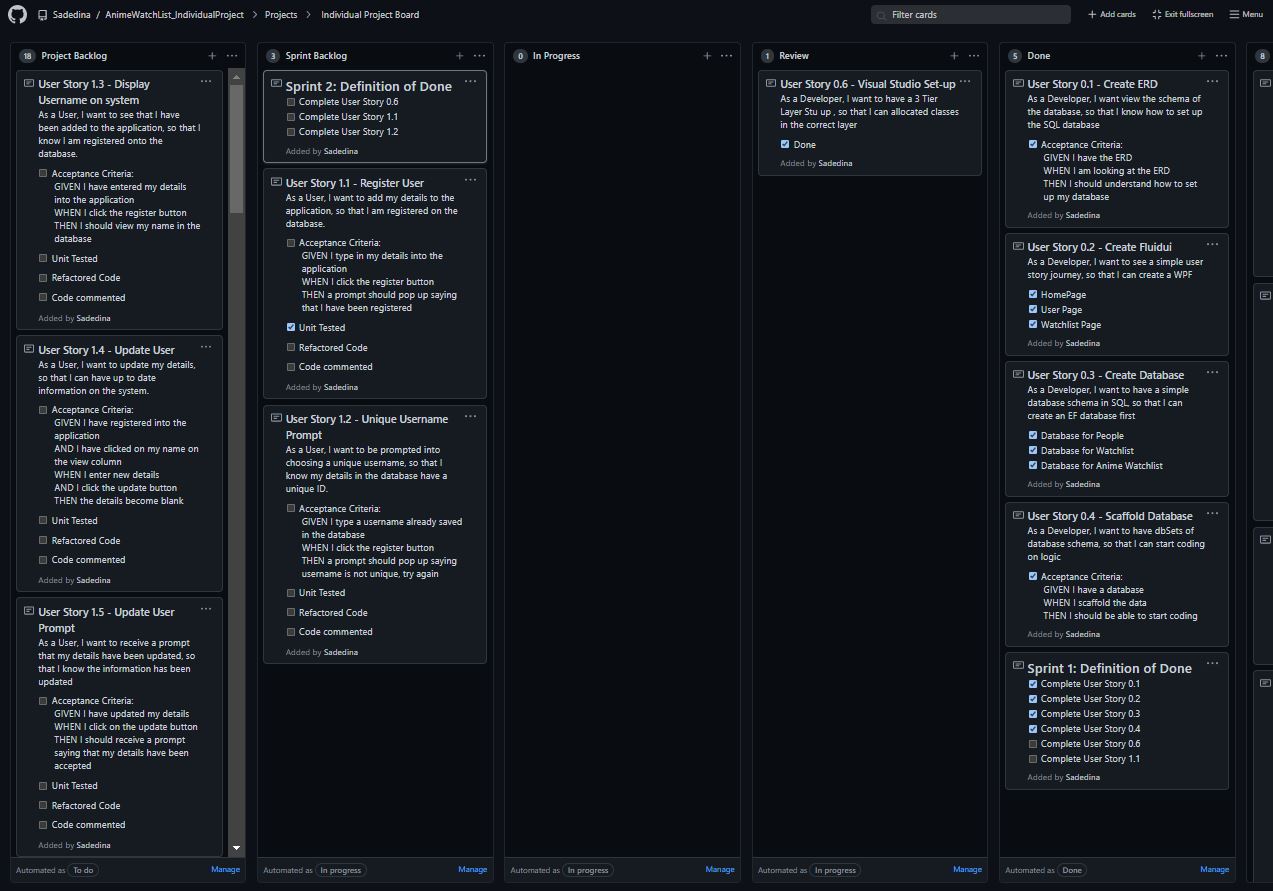 Sadedina / AnimeWatchList_IndividualProject > Projects > Individual Project Board
Filter cards
+ Add cards
Exit fullscreen
Menu
18 Project Backlog
User Story 1.3 - Display
Username on system
As a User, I want to see that I have
been added to the application, so that I
know I am registered onto the
database.
Acceptance Criteria:
GIVEN I have entered my details
into the application
WHEN I click the register button
THEN I should view my name in the
database
Unit Tested
Refactored Code
Code commented
Added by Sadedina
User Story 1.4 - Update User
As a User, I want to update my details,
so that I can have up to date
information on the system.
Acceptance Criteria:
GIVEN I have registered into the
application
AND I have clicked on my name on
the view column
WHEN I enter new details
AND I click the update button
THEN the details become blank
Unit Tested
Refactored Code
Code commented
Added by Sadedina
User Story 1.5 - Update User
Prompt
As a User, I want to receive a prompt
that my details have been updated, so
that I know the information has been
updated
Acceptance Criteria:
GIVEN I have updated my details
WHEN I click on the update button
THEN I should receive a prompt
saying that my details have been
accepted
Unit Tested
Refactored Code
Code commented
Added by Sadedina
Automated as To do
Manage
3 Sprint Backlog
Sprint 2: Definition of Done
Complete User Story 0.6
Complete User Story 1.1
Complete User Story 1.2
Added by Sadedina
User Story 1.1 - Register User
As a User, I want to add my details to the
application, so that I am registered on the
database.
Acceptance Criteria:
GIVEN I type in my details into the
application
WHEN I click the register button
THEN a prompt should pop up saying
that I have been registered
Unit Tested
Refactored Code
Code commented
Added by Sadedina
User Story 1.2 - Unique Username
Prompt
As a User, I want to be prompted into
choosing a unique username, so that I
know my details in the database have a
unique ID.
Acceptance Criteria:
GIVEN I type a username already saved
in the database
WHEN I click the register button
THEN a prompt should pop up saying
username is not unique, try again
Unit Tested
Refactored Code
Code commented
Added by Sadedina
Automated as In progress
Manage
0 In Progress
Automated as In progress
Manage
1 Review
User Story 0.6 - Visual Studio Set-up
As a Developer, I want to have a 3 Tier
Layer Stu up , so that I can allocated classes
in the correct layer
Done
Added by Sadedina
Automated as In progress
Manage
5 Done
User Story 0.1 - Create ERD
As a Developer, I want view the schema of
the database, so that I know how to set up
the SQL database
Acceptance Criteria:
GIVEN I have the ERD
WHEN I am looking at the ERD
THEN I should understand how to set
up my database
Added by Sadedina
User Story 0.2 - Create Fluidui
As a Developer, I want to see a simple user
story journey, so that I can create a WPF
HomePage
User Page
Watchlist Page
Added by Sadedina
User Story 0.3 - Create Database
As a Developer, I want to have a simple
database schema in SQL, so that I can
create an EF database first
Database for People
Database for Watchlist
Database for Anime Watchlist
Added by Sadedina
User Story 0.4 - Scaffold Database
As a Developer, I want to have dbSets of
database schema, so that I can start coding
on logic
Acceptance Criteria:
GIVEN I have a database
WHEN I scaffold the data
THEN I should be able to start coding
Added by Sadedina
Sprint 1: Definition of Done
Complete User Story 0.1
Complete User Story 0.2
Complete User Story 0.3
Complete User Story 0.4
Complete User Story 0.6
Complete User Story 1.1
Added by Sadedina
Automated as Done
Manage
8